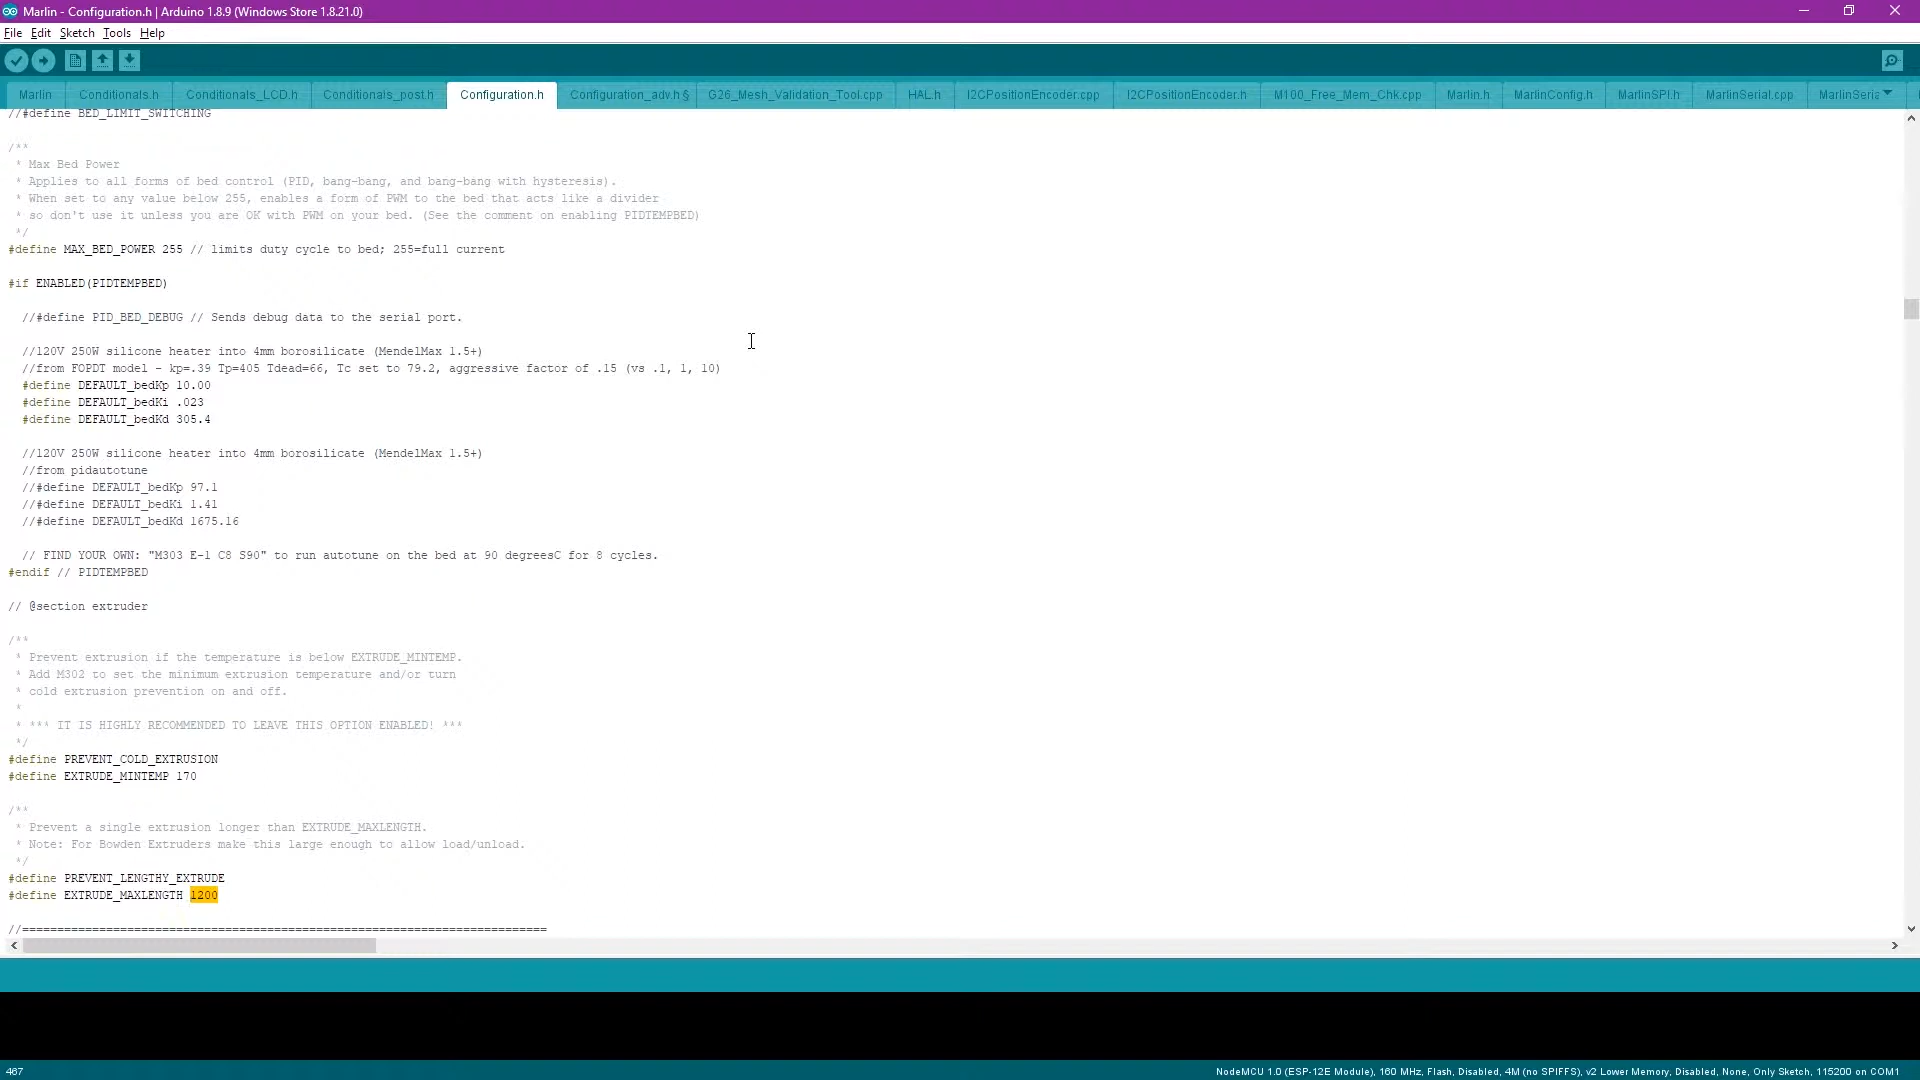 Marlin - Configuration.h | Arduino 1.8.9 (Windows Store 1.8.21.0)
File Edit Sketch Tools Help
Marlin Conditionals.h Conditionals_LCD.h Conditionals_post.h Configuration.h Configuration_adv.h § G26_Mesh_Validation_Tool.cpp HAL.h I2CPositionEncoder.cpp I2CPositionEncoder.h M100_Free_Mem_Chk.cpp Marlin.h MarlinConfig.h MarlinSPI.h MarlinSerial.cpp MarlinSeria
//#define BED_LIMIT_SWITCHING
/**
* Max Bed Power
* Applies to all forms of bed control (PID, bang-bang, and bang-bang with hysteresis).
* When set to any value below 255, enables a form of PWM to the bed that acts like a divider
* so don't use it unless you are OK with PWM on your bed. (See the comment on enabling PIDTEMPBED)
*/
#define MAX_BED_POWER 255 // limits duty cycle to bed; 255=full current
#if ENABLED(PIDTEMPBED)
//#define PID_BED_DEBUG // Sends debug data to the serial port.
//120V 250W silicone heater into 4mm borosilicate (MendelMax 1.5+)
//from FOPDT model - kp=.39 Tp=405 Tdead=66, Tc set to 79.2, aggressive factor of .15 (vs .1, 1, 10)
#define DEFAULT_bedKp 10.00
#define DEFAULT_bedKi .023
#define DEFAULT_bedKd 305.4
//120V 250W silicone heater into 4mm borosilicate (MendelMax 1.5+)
//from pidautotune
//#define DEFAULT_bedKp 97.1
//#define DEFAULT_bedKi 1.41
//#define DEFAULT_bedKd 1675.16
// FIND YOUR OWN: "M303 E-1 C8 S90" to run autotune on the bed at 90 degreesC for 8 cycles.
#endif // PIDTEMPBED
// @section extruder
/**
* Prevent extrusion if the temperature is below EXTRUDE_MINTEMP.
* Add M302 to set the minimum extrusion temperature and/or turn
* cold extrusion prevention on and off.
*
* *** IT IS HIGHLY RECOMMENDED TO LEAVE THIS OPTION ENABLED! ***
*/
#define PREVENT_COLD_EXTRUSION
#define EXTRUDE_MINTEMP 170
/**
* Prevent a single extrusion longer than EXTRUDE_MAXLENGTH.
* Note: For Bowden Extruders make this large enough to allow load/unload.
*/
#define PREVENT_LENGTHY_EXTRUDE
#define EXTRUDE_MAXLENGTH 1200
//===========================================================================
467 NodeMCU 1.0 (ESP-12E Module), 160 MHz, Flash, Disabled, 4M (no SPIFFS), v2 Lower Memory, Disabled, None, Only Sketch, 115200 on COM1